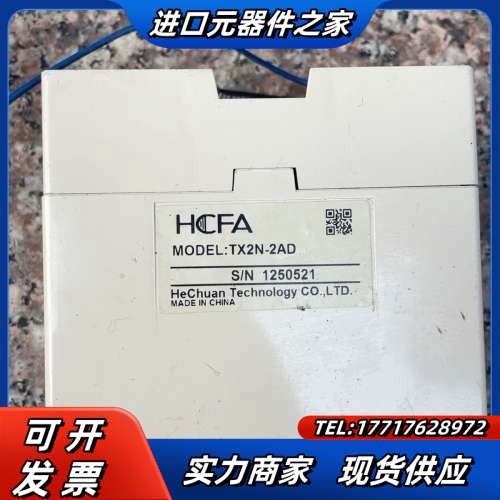 进口元器件之家
HCFA
MODEL:TX2N-2AD
S/N 1250521
HeChuan Technology CO.,LTD.
MADE IN CHINA
TEL:17717628972
可开
发票
实力商家 现货供应